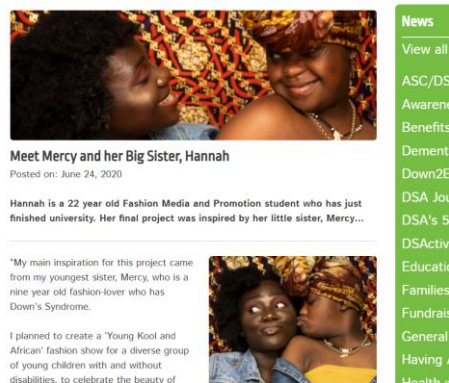 Meet Mercy and her Big Sister, Hannah
Posted on: June 24, 2020
Hannah is a 22 year old Fashion Media and Promotion student who has just
finished university. Her final project was inspired by her little sister, Mercy...
"My main inspiration for this project came
from my youngest sister, Mercy, who is a
nine year old fashion-lover who has
Down's Syndrome.
I planned to create a 'Young Kool and
African' fashion show for a diverse group
of young children with and without
disabilities, to celebrate the beauty of
News
View all
ASC/DS
Awarene
Benefits
Dement
Down2E
DSA Jou
DSA's 5
DSActiv
Educatio
Families
Fundrais
General
Having A
Health